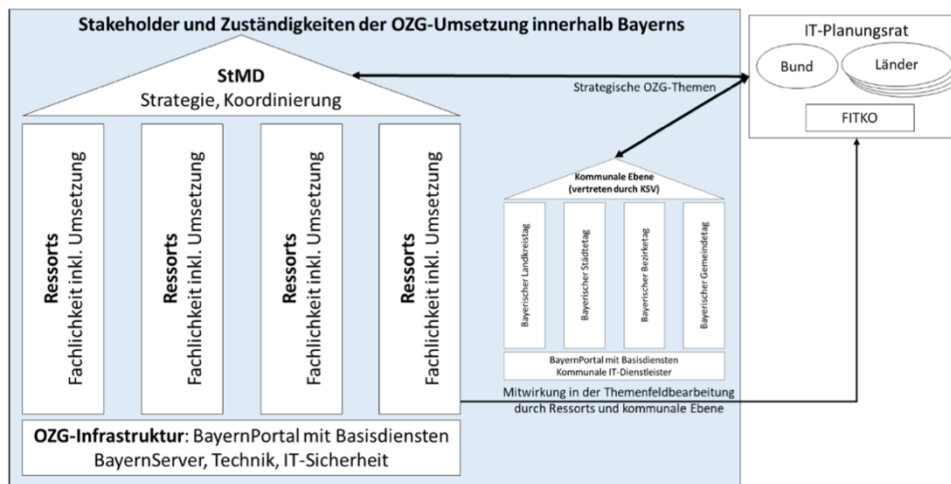 Stakeholder und Zuständigkeiten der OZG-Umsetzung innerhalb Bayerns
StMD
Strategie, Koordinierung
Ressorts
Fachlichkeit inkl. Umsetzung
Ressorts
Fachlichkeit inkl. Umsetzung
Ressorts
Fachlichkeit inkl. Umsetzung
Ressorts
Fachlichkeit inkl. Umsetzung
OZG-Infrastruktur: BayernPortal mit Basisdiensten
BayernServer, Technik, IT-Sicherheit
Strategische OZG-Themen
Kommunale Ebene
(vertreten durch KSV)
Bayerischer Landkreistag
Bayerischer Städtetag
Bayerischer Bezirketag
Bayerischer Gemeindetag
BayernPortal mit Basisdiensten
Kommunale IT-Dienstleister
Mitwirkung in der Themenfeldbearbeitung
durch Ressorts und kommunale Ebene
IT-Planungsrat
Bund
Länder
FITKO